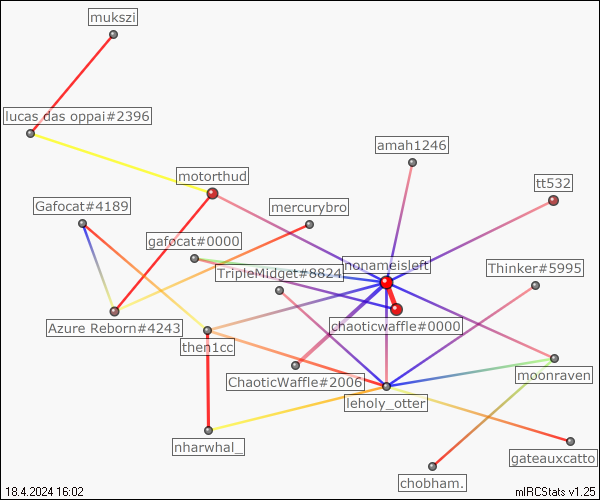 mukszi
lucas das oppai#2396
amah1246
motorthud
tt532
Gafocat#4189
mercurybro
gafocat#0000
nonameisleft
TripleMidget#8824
Thinker#5995
Azure Reborn#4243
chaoticwaffle#0000
then1cc
ChaoticWaffle#2006
moonraven
leholy_otter
nharwhal_
gateauxcatto
chobham.
18.4.2024 16:02
mIRCStats v1.25